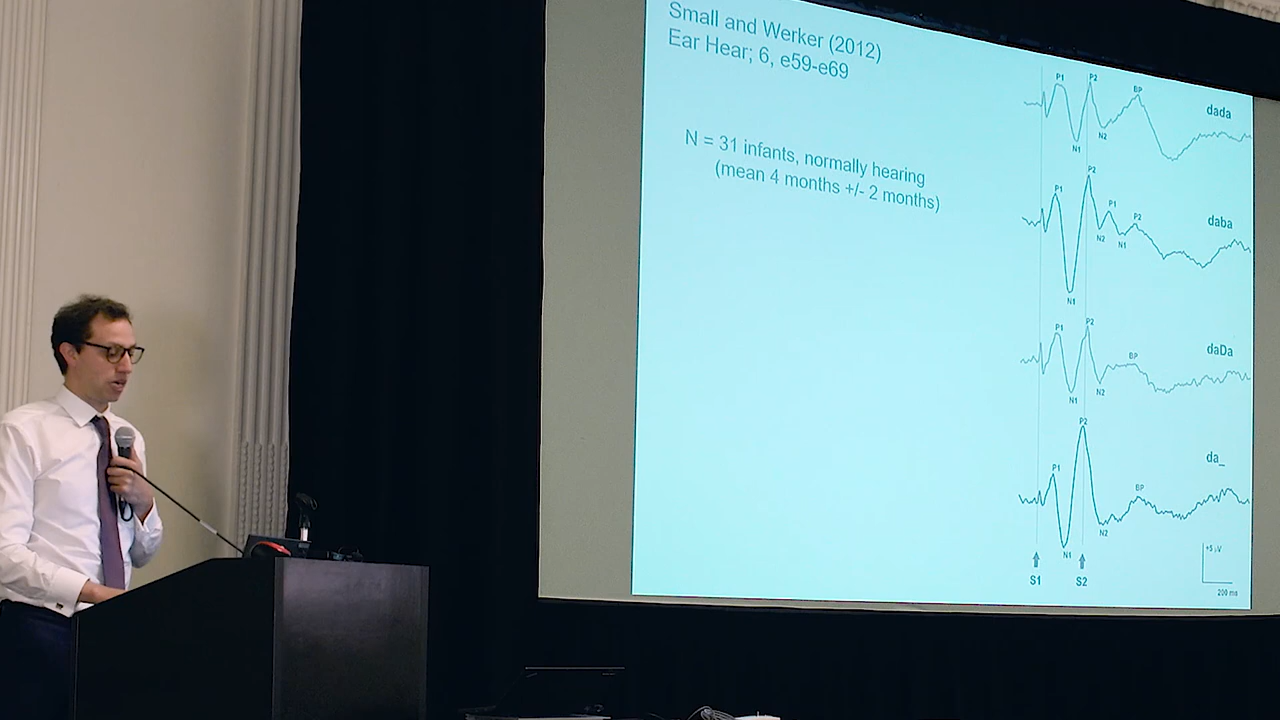 Small and Werker (2012)
Ear Hear; 6, e59-e69
N = 31 infants, normally hearing
(mean 4 months +/- 2 months)
P1 P2 BP
dada
N1 N2
P2
P1 P1 P2
daba
N2 N1
N1
P1 P2
daDa
BP
N1 N2
P2
da_
P1
BP
N2
N1
+5 μV
S1 S2
200 ms